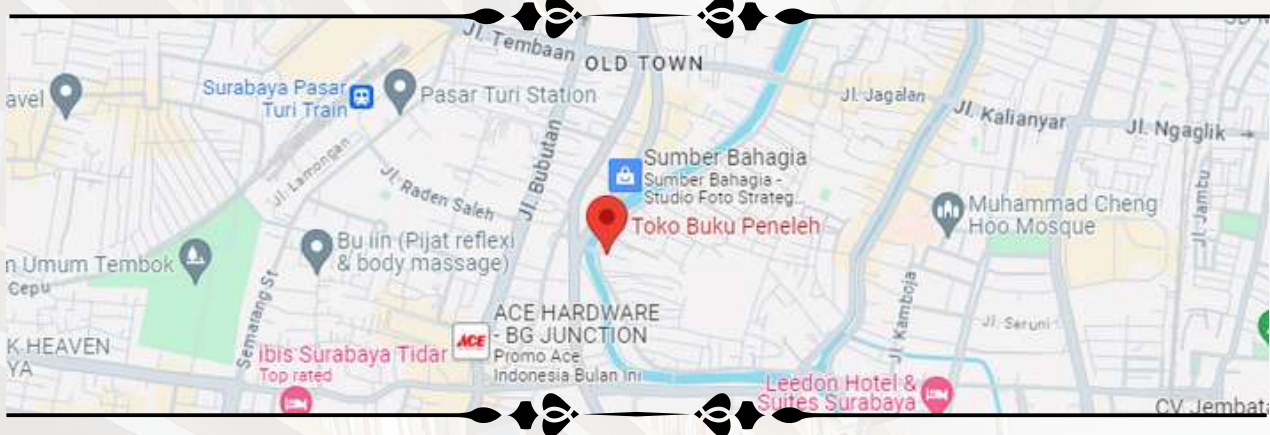 Jl. Tembaan
OLD TOWN
Surabaya Pasar
Turi Train
Pasar Turi Station
avel
Jl. Jagalan
Jl. Kalianyar
Jl. Ngaglik
Jl. Lamongan
Jl. Bubutan
Jl. Raden Saleh
Sumber Bahagia
Sumber Bahagia -
Studio Foto Strateg...
Toko Buku Peneleh
Muhammad Cheng
Hoo Mosque
Jl. Jambu
Bu iin (Pijat reflexi
& body massage)
n Umum Tembok
Cepu
Semarang St
ACE HARDWARE
- BG JUNCTION
Promo Ace
Indonesia Bulan Ini
ACE
Jl. Kamboja
Jl. Seruni
K HEAVEN
YA
Ibis Surabaya Tidar
Top rated
Leedon Hotel &
Suites Surabaya
CV Jembat